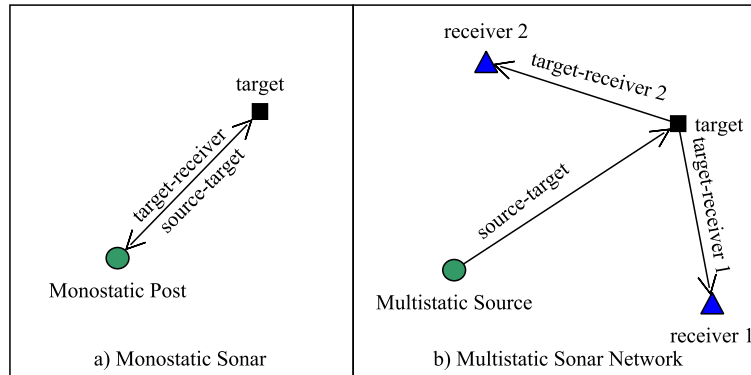 target
target-receiver
source-target
Monostatic Post
a) Monostatic Sonar
receiver 2
target-receiver 2
target
source-target
target-receiver 1
Multistatic Source
receiver 1
b) Multistatic Sonar Network